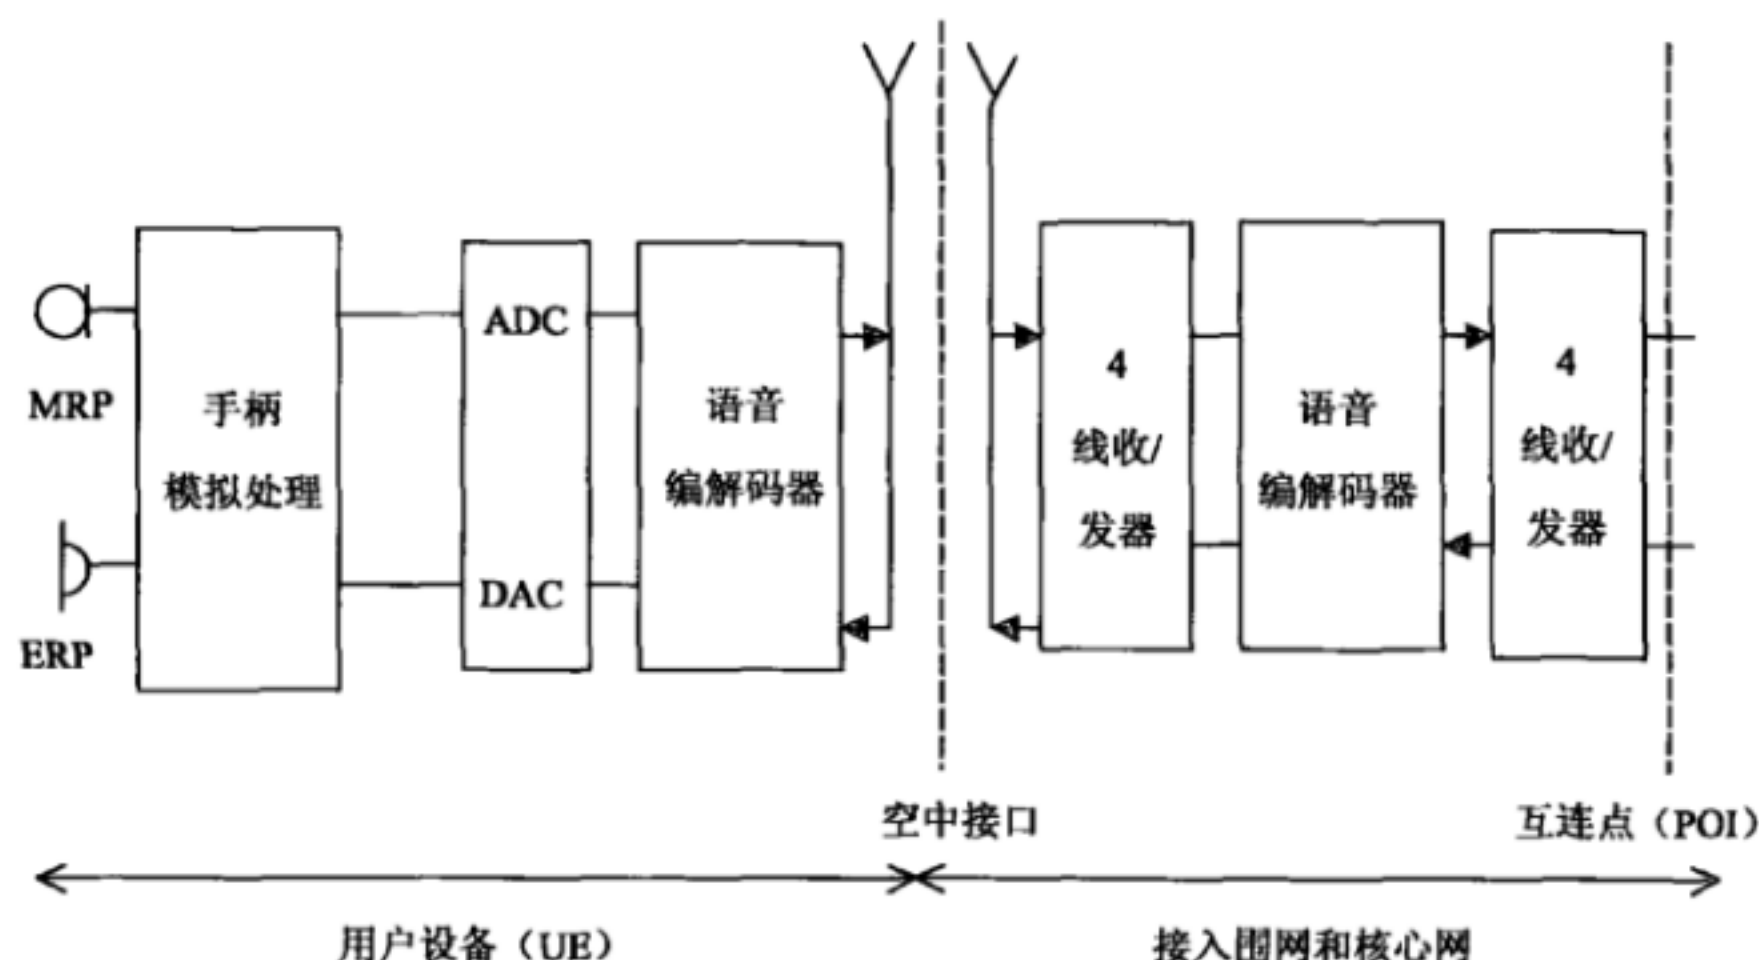 MRP
ERP
手柄
模拟处理
ADC
DAC
语音
编解码器
4
线收/
发器
语音
编解码器
4
线收/
发器
空中接口
互连点（POI）
用户设备（UE）
接入围网和核心网